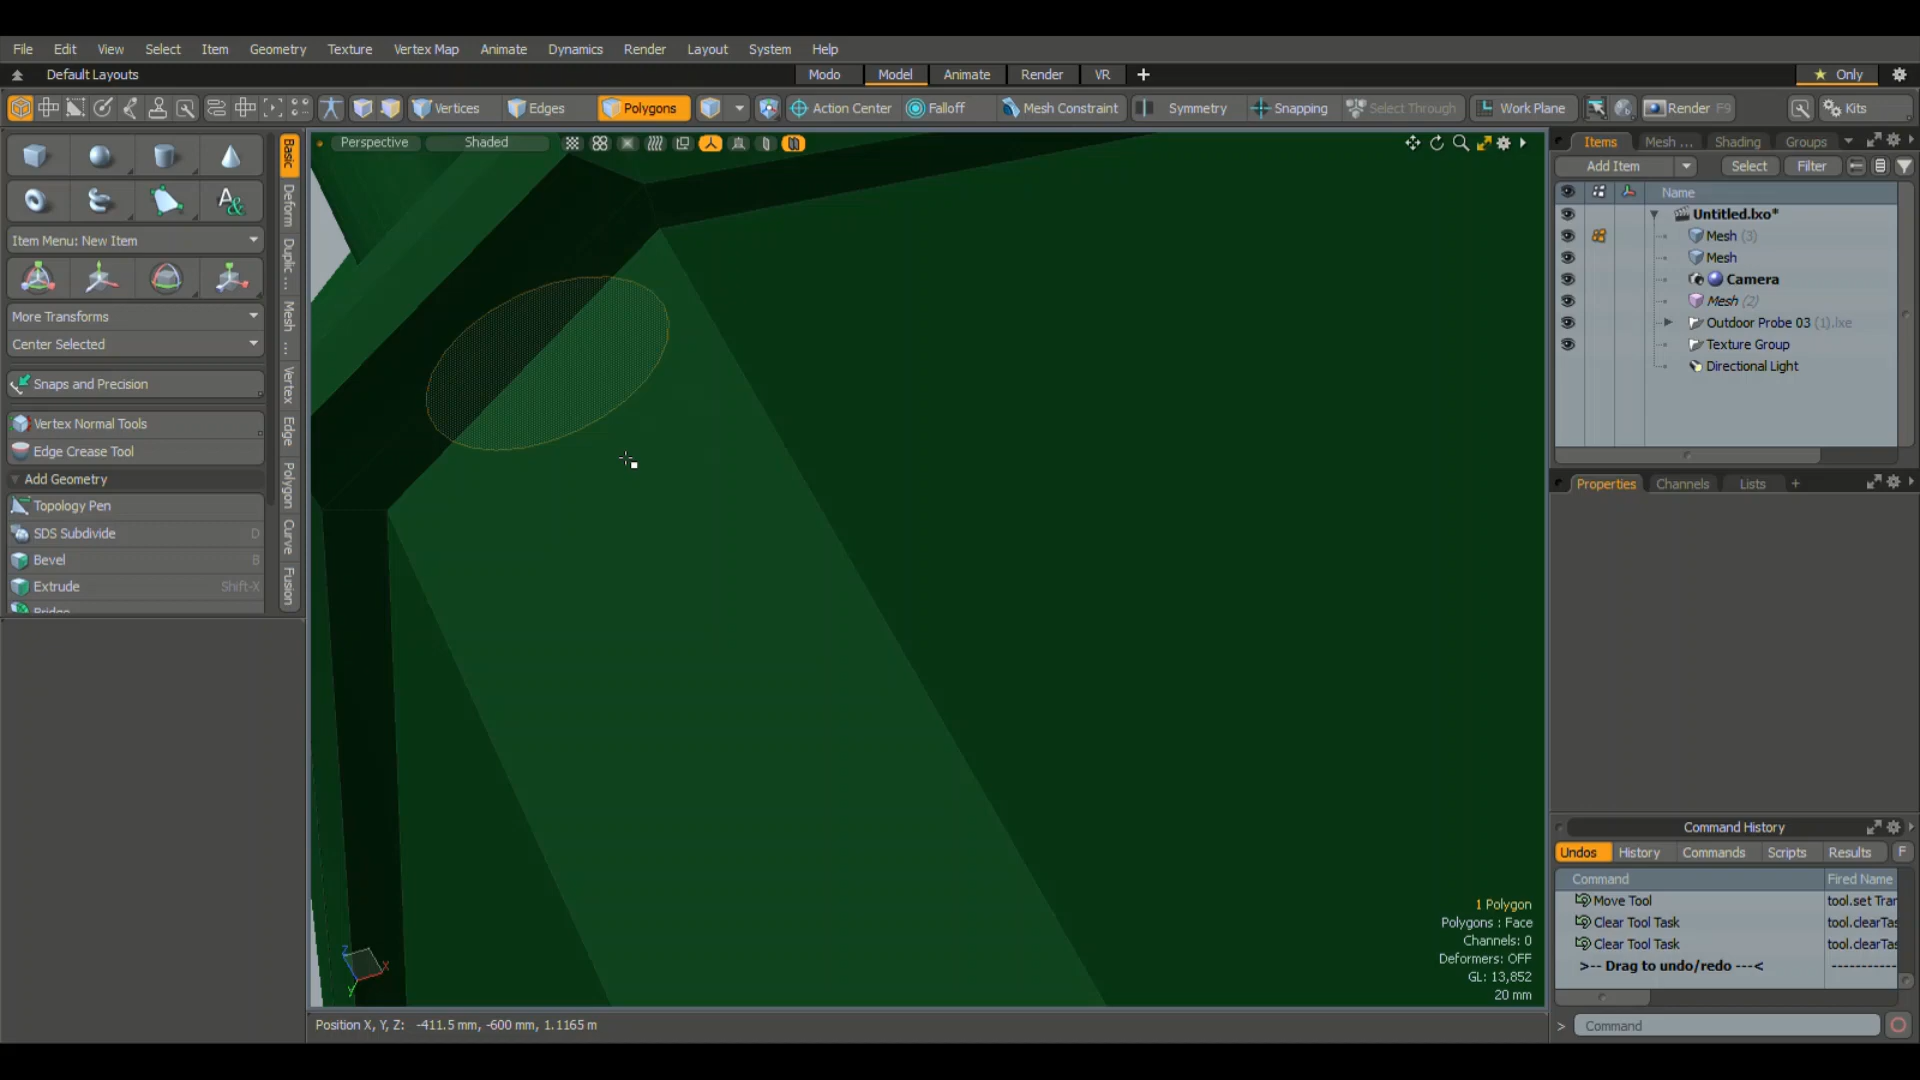 File Edit View Select Item Geometry Texture Vertex Map Animate Dynamics Render Layout System Help
Default Layouts Modo Model Animate Render VR + Only
Vertices Edges Polygons Action Center Falloff Mesh Constraint Symmetry Snapping Select Through Work Plane Render F9 Kits
Perspective Shaded
Basic
Deform
Duplic ...
Mesh ...
Vertex
Edge
Polygon
Curve
Fusion
Item Menu: New Item
More Transforms
Center Selected
Snaps and Precision
Vertex Normal Tools
Edge Crease Tool
Add Geometry
Topology Pen
SDS Subdivide D
Bevel B
Extrude Shift-X
Bridge
Items Mesh ... Shading Groups
Add Item Select Filter
Name
Untitled.lxo*
Mesh (3)
Mesh
Camera
Mesh (2)
Outdoor Probe 03 (1).lxe
Texture Group
Directional Light
Properties Channels Lists +
Command History
Undos History Commands Scripts Results F
Command Fired Name
Move Tool tool.set Tran
Clear Tool Task tool.clearTas
Clear Tool Task tool.clearTas
>-- Drag to undo/redo ---< -----------
> Command
1 Polygon
Polygons : Face
Channels: 0
Deformers: OFF
GL: 13,852
20 mm
Z X Y
Position X, Y, Z: -411.5 mm, -600 mm, 1.1165 m